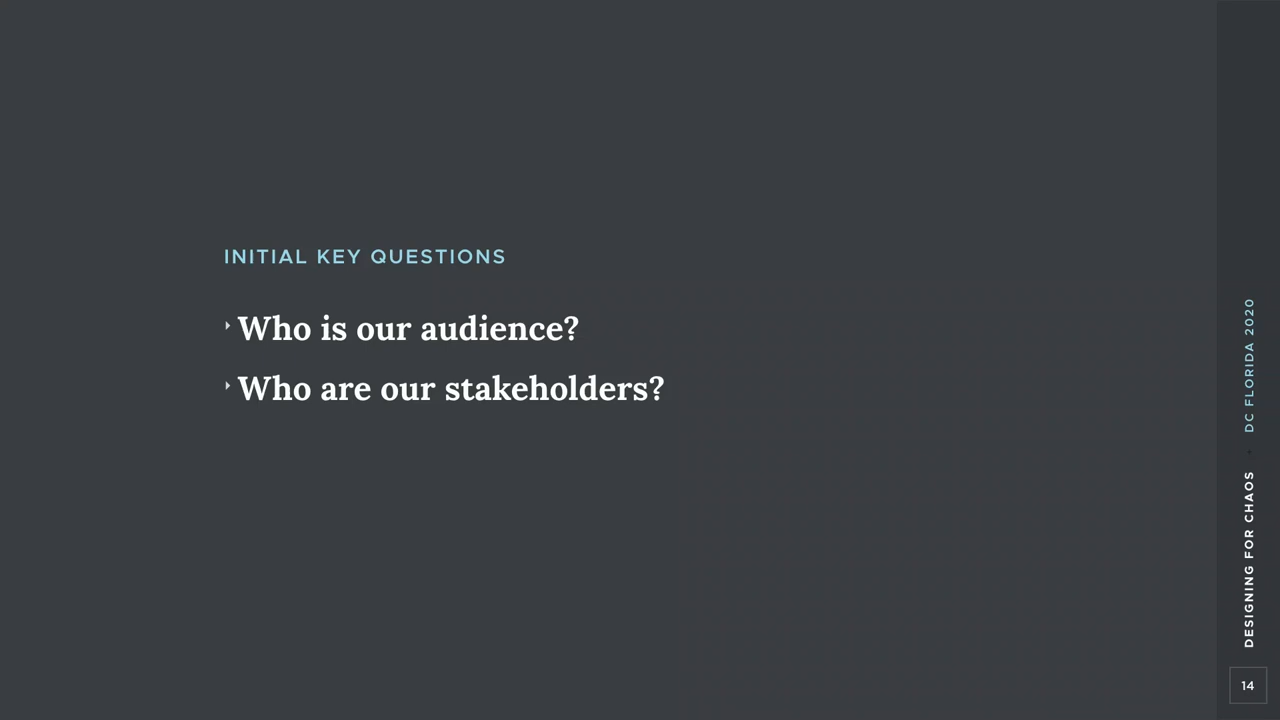 INITIAL KEY QUESTIONS
Who is our audience?
Who are our stakeholders?
DESIGNING FOR CHAOS · DC FLORIDA 2020
14